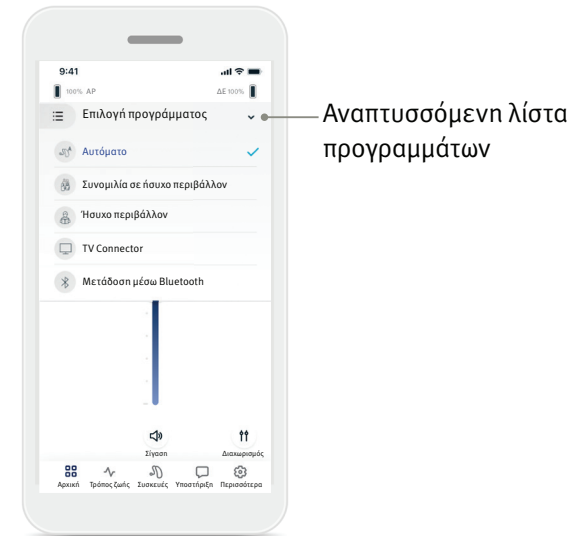 9:41
100% ΑΡ
ΔΕ 100%
Επιλογή προγράμματος
Αυτόματο
Συνομιλία σε ήσυχο περιβάλλον
Ήσυχο περιβάλλον
TV Connector
Μετάδοση μέσω Bluetooth
Σίγαση
Διαχωρισμός
Αρχική
Τρόπος ζωής
Συσκευές
Υποστήριξη
Περισσότερα
Αναπτυσσόμενη λίστα
προγραμμάτων